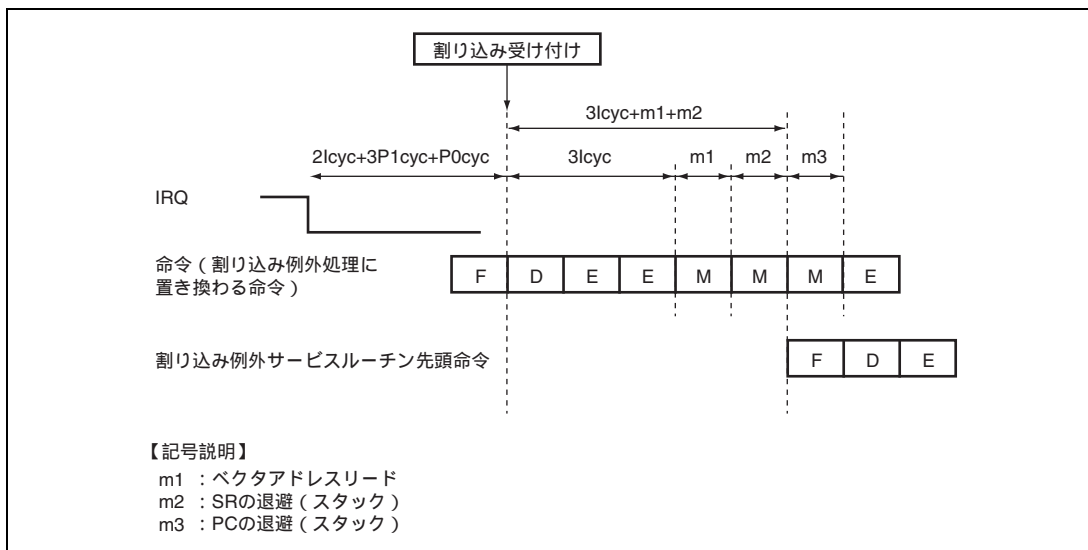 割り込み受け付け
3Icyc+m1+m2
2Icyc+3P1cyc+P0cyc
3Icyc
m1
m2
m3
IRQ
命令（割り込み例外処理に
置き換わる命令）
F D E E M M M E
割り込み例外サービスルーチン先頭命令
F D E
【記号説明】
m1 ：ベクタアドレスリード
m2 ：SRの退避（スタック）
m3 ：PCの退避（スタック）